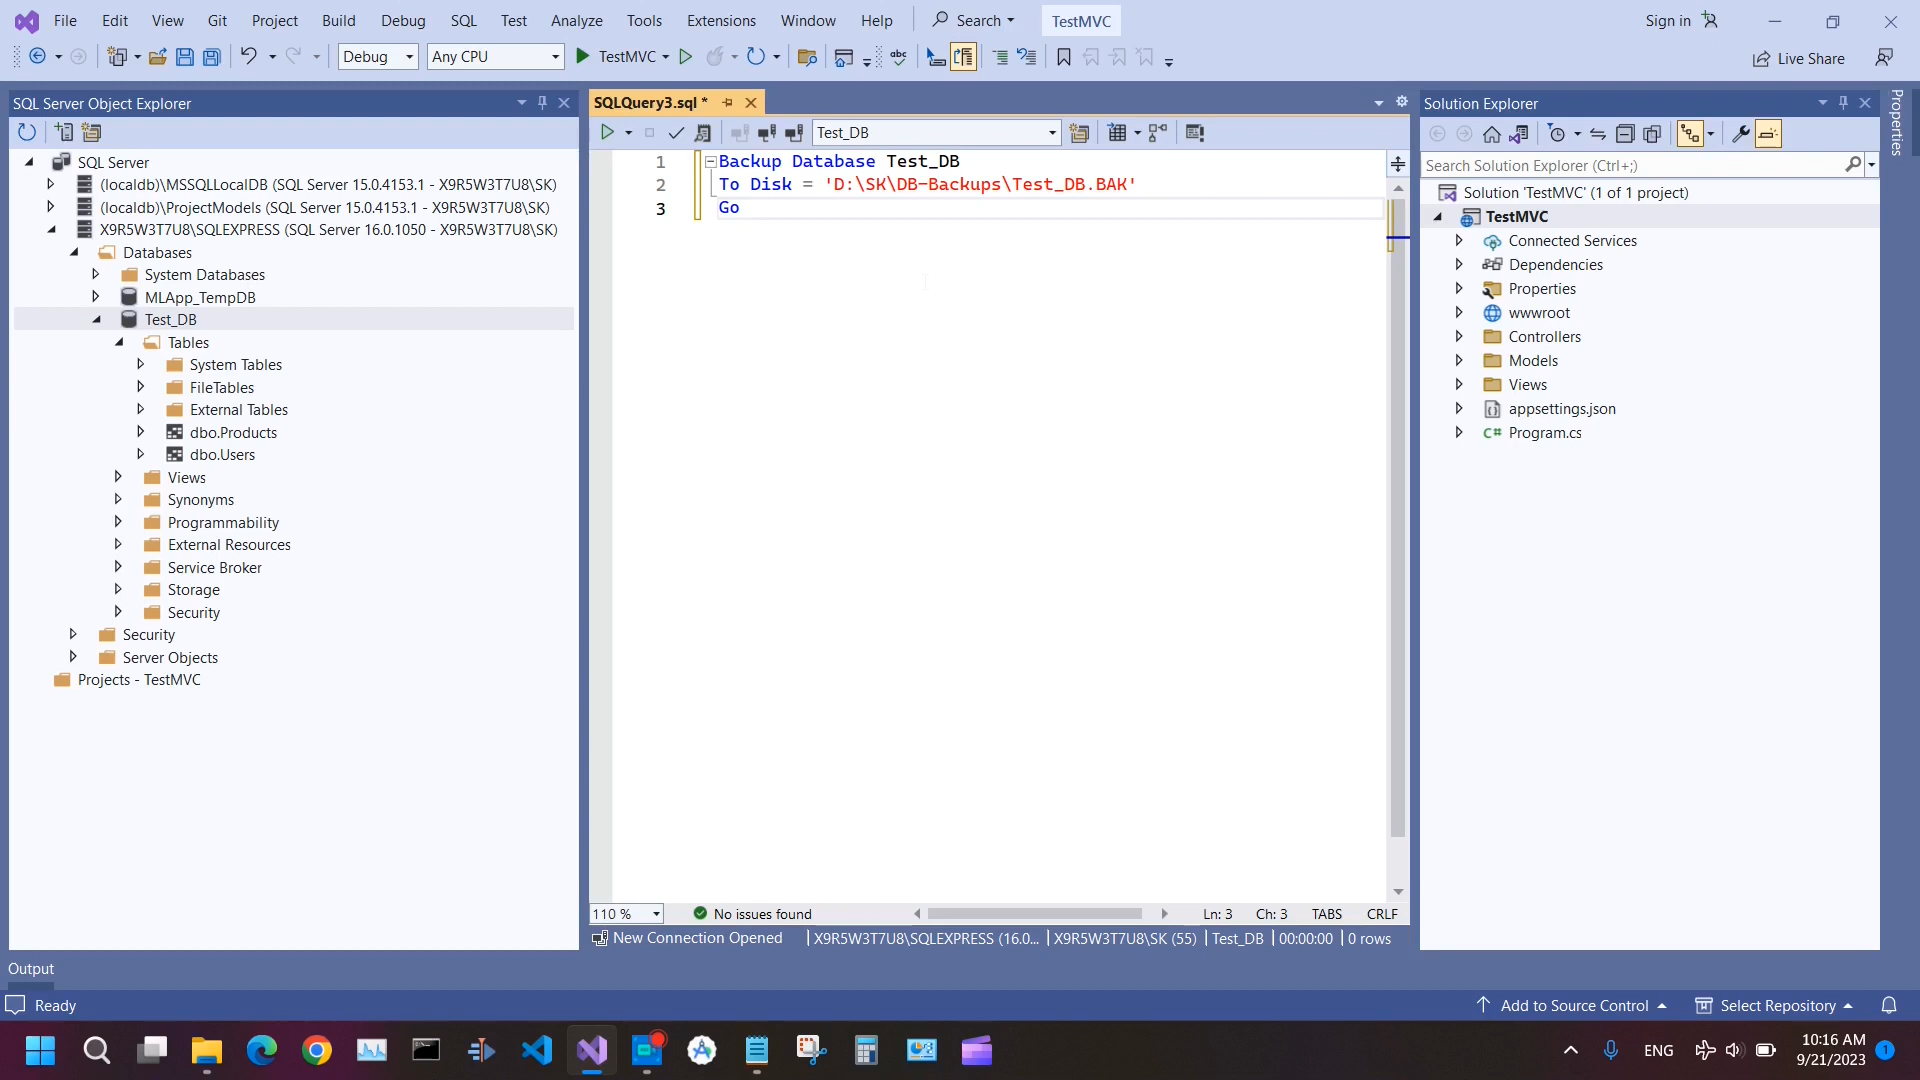 File Edit View Git Project Build Debug SQL Test Analyze Tools Extensions Window Help Search TestMVC Sign in
Debug Any CPU TestMVC abc Live Share
SQL Server Object Explorer
SQL Server
(localdb)\MSSQLLocalDB (SQL Server 15.0.4153.1 - X9R5W3T7U8\SK)
(localdb)\ProjectModels (SQL Server 15.0.4153.1 - X9R5W3T7U8\SK)
X9R5W3T7U8\SQLEXPRESS (SQL Server 16.0.1050 - X9R5W3T7U8\SK)
Databases
System Databases
MLApp_TempDB
Test_DB
Tables
System Tables
FileTables
External Tables
dbo.Products
dbo.Users
Views
Synonyms
Programmability
External Resources
Service Broker
Storage
Security
Security
Server Objects
Projects - TestMVC
SQLQuery3.sql *
Test_DB
1 Backup Database Test_DB
2 To Disk = 'D:\SK\DB-Backups\Test_DB.BAK'
3 Go
110 % No issues found Ln: 3 Ch: 3 TABS CRLF
New Connection Opened X9R5W3T7U8\SQLEXPRESS (16.0... X9R5W3T7U8\SK (55) Test_DB 00:00:00 0 rows
Solution Explorer
Search Solution Explorer (Ctrl+;)
Solution 'TestMVC' (1 of 1 project)
TestMVC
Connected Services
Dependencies
Properties
wwwroot
Controllers
Models
Views
appsettings.json
C# Program.cs
Properties
Output
Ready Add to Source Control Select Repository
ENG 10:16 AM
9/21/2023 1